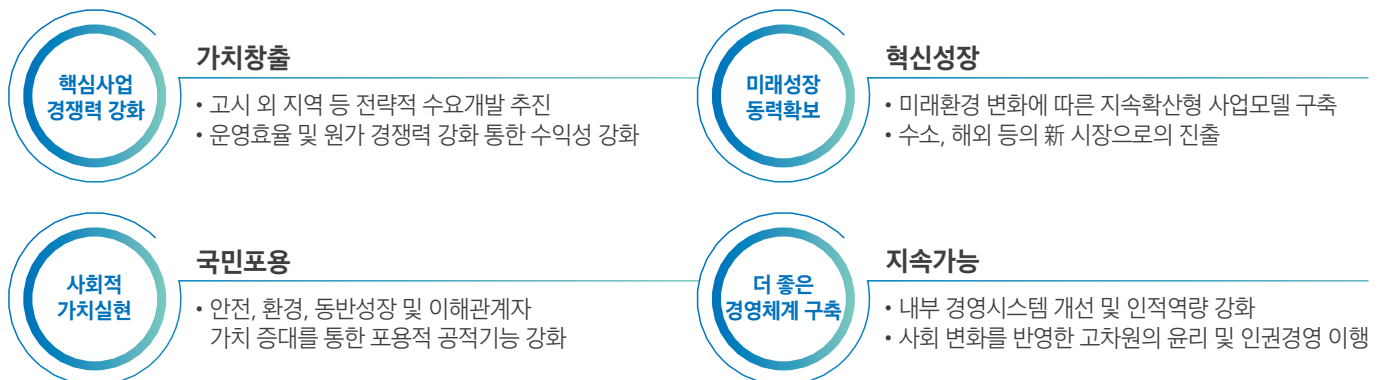 핵심사업
경쟁력 강화
가치창출
• 고시 외 지역 등 전략적 수요개발 추진
• 운영효율 및 원가 경쟁력 강화 통한 수익성 강화
미래성장
동력확보
혁신성장
• 미래환경 변화에 따른 지속확산형 사업모델 구축
• 수소, 해외 등의 新 시장으로의 진출
사회적
가치실현
국민포용
• 안전, 환경, 동반성장 및 이해관계자
가치 증대를 통한 포용적 공적기능 강화
더 좋은
경영체계 구축
지속가능
• 내부 경영시스템 개선 및 인적역량 강화
• 사회 변화를 반영한 고차원의 윤리 및 인권경영 이행